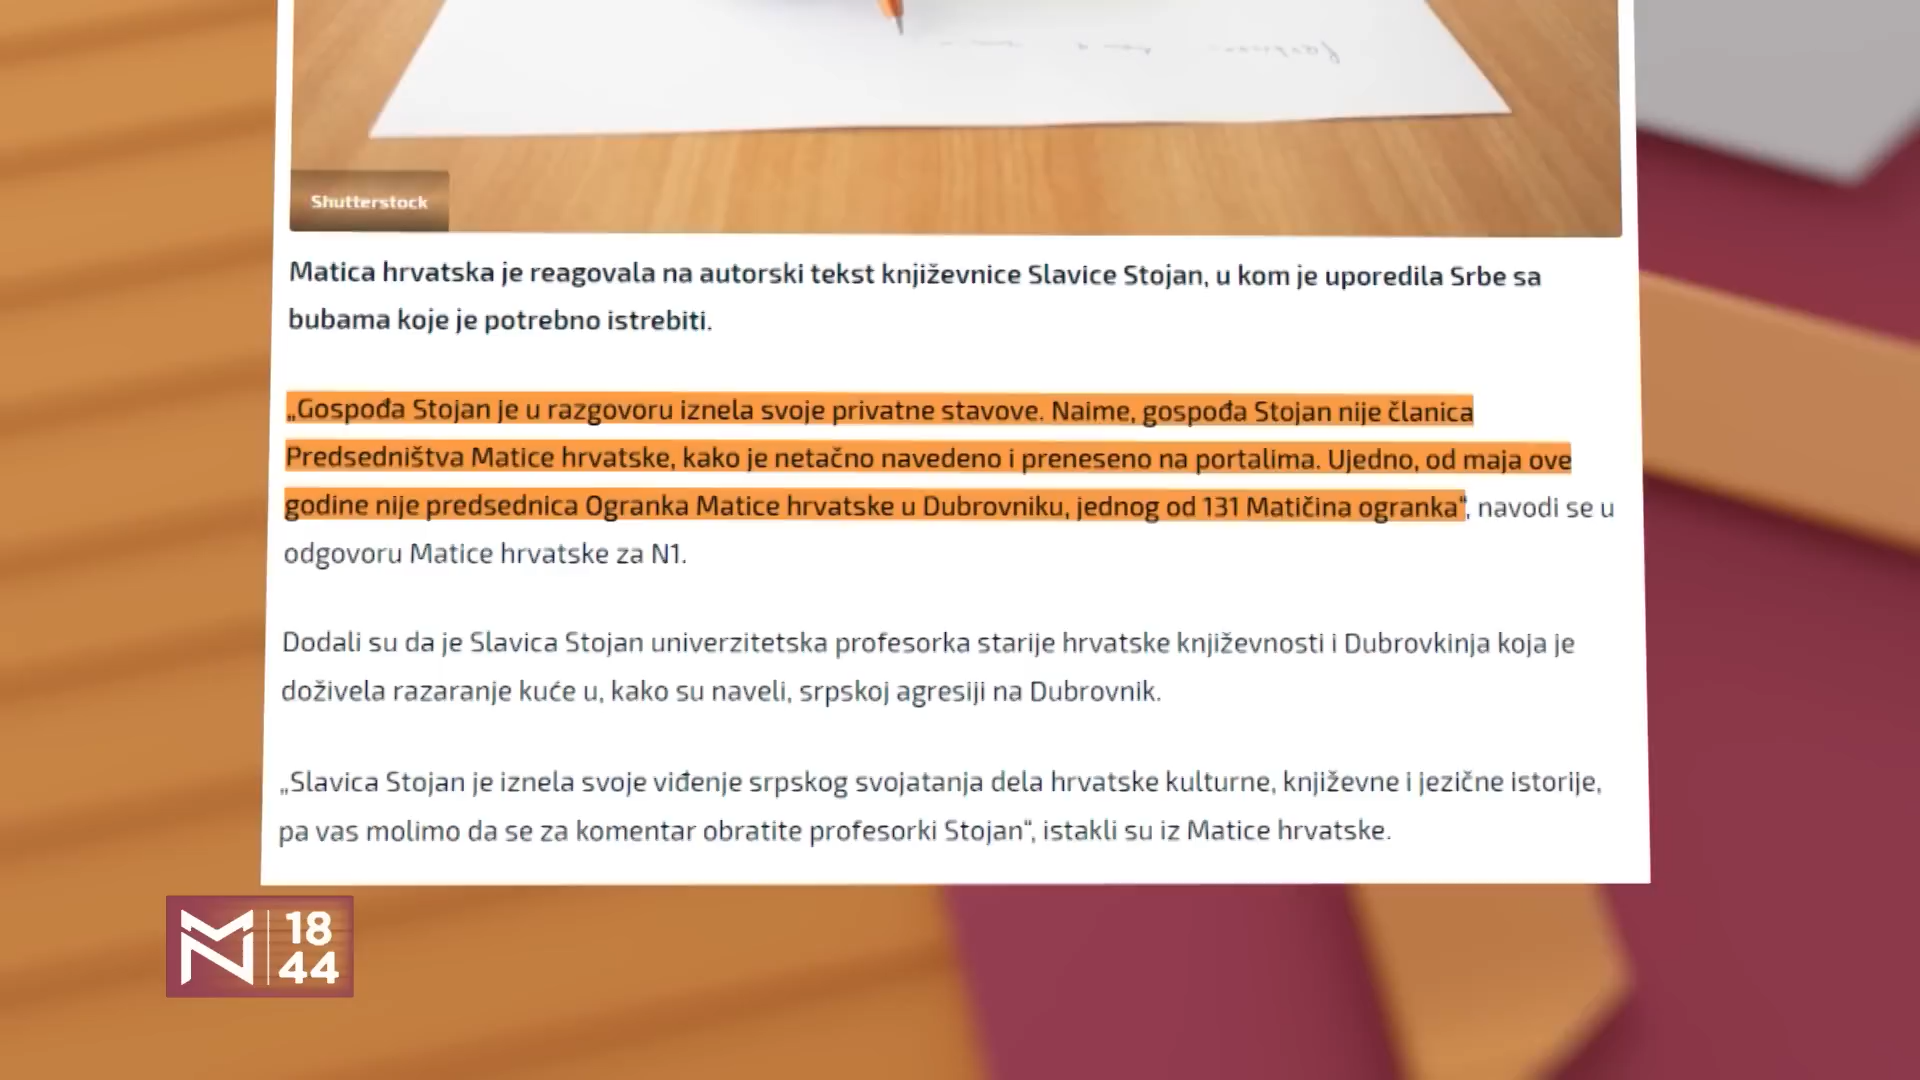 Shutterstock
Matica hrvatska je reagovala na autorski tekst književnice Slavice Stojan, u kom je uporedila Srbe sa
bubama koje je potrebno istrebiti.
„Gospođa Stojan je u razgovoru iznela svoje privatne stavove. Naime, gospođa Stojan nije članica
Predsedništva Matice hrvatske, kako je netačno navedeno i preneseno na portalima. Ujedno, od maja ove
godine nije predsednica Ogranka Matice hrvatske u Dubrovniku, jednog od 131 Matičina ogranka“, navodi se u
odgovoru Matice hrvatske za N1.
Dodali su da je Slavica Stojan univerzitetska profesorka starije hrvatske književnosti i Dubrovkinja koja je
doživela razaranje kuće u, kako su naveli, srpskoj agresiji na Dubrovnik.
„Slavica Stojan je iznela svoje viđenje srpskog svojatanja dela hrvatske kulturne, književne i jezične istorije,
pa vas molimo da se za komentar obratite profesorki Stojan“, istakli su iz Matice hrvatske.
18
44